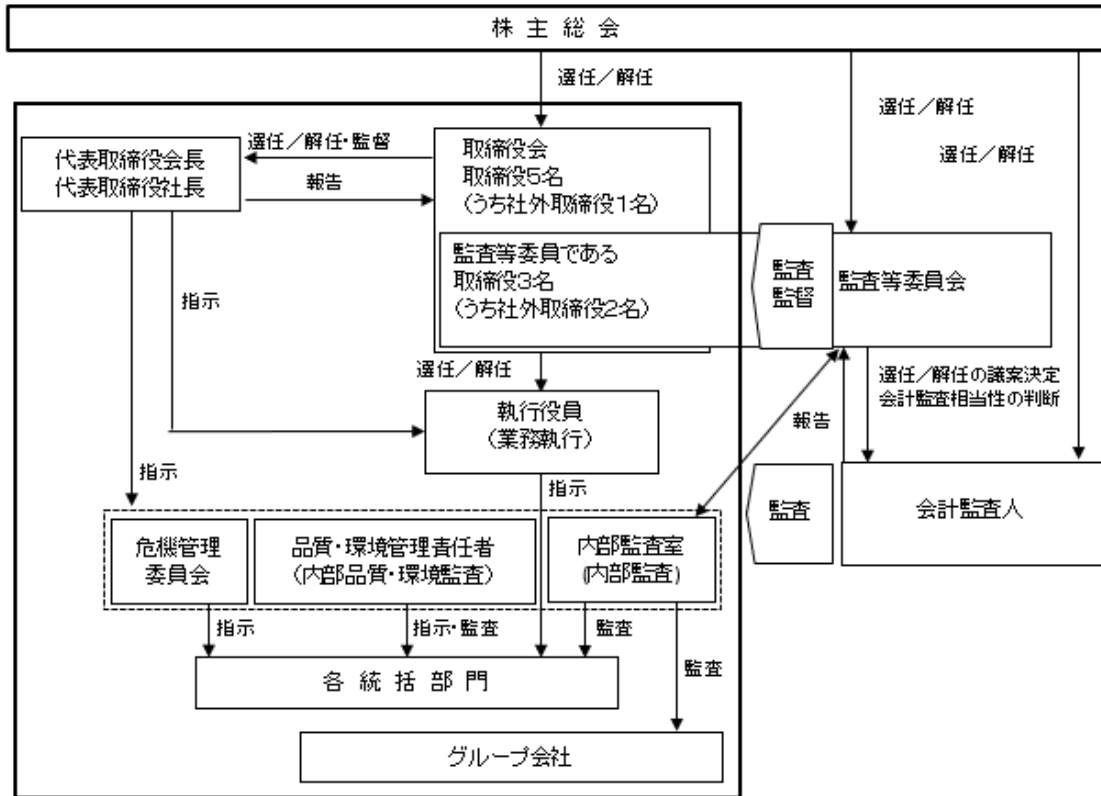 株 主 総 会
選任／解任
選任／解任
選任／解任
代表取締役会長
代表取締役社長
選任／解任・監督
報告
取締役会
取締役5名
(うち社外取締役1名)
監査等委員である
取締役3名
(うち社外取締役2名)
監査
監督
監査等委員会
指示
選任／解任
選任／解任の議案決定
会計監査相当性の判断
執行役員
(業務執行)
報告
指示
指示
監査
会計監査人
危機管理
委員会
品質・環境管理責任者
(内部品質・環境監査)
内部監査室
(内部監査)
指示
指示・監査
監査
監査
各 統 括 部 門
グループ会社